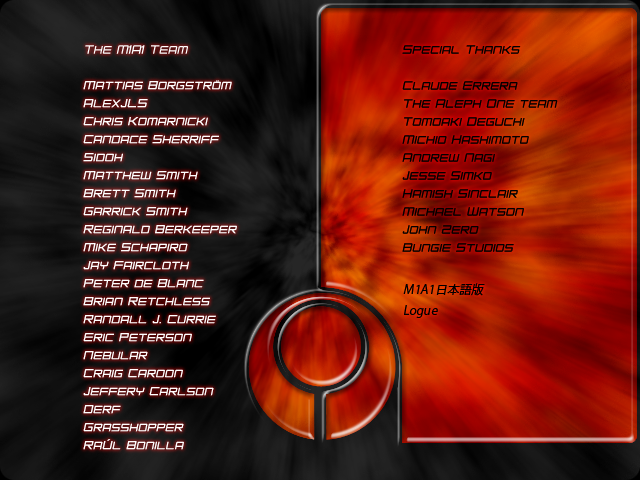 The M1A1 Team
Mattias Borgström
AlexJLS
Chris Komarnicki
Candace Sherriff
Siddh
Matthew Smith
Brett Smith
Garrick Smith
Reginald Berkeeper
Mike Schapiro
Jay Faircloth
Peter de Blanc
Brian Retchless
Randall J. Currie
Eric Peterson
Nebular
Craig Cardon
Jeffery Carlson
Derf
Grasshopper
Raúl Bonilla
Special Thanks
Claude Errera
The Aleph One Team
Tomoaki Deguchi
Michio Hashimoto
Andrew Nagi
Jesse Simko
Hamish Sinclair
Michael Watson
John Zero
Bungie Studios
M1A1日本語版
Logue